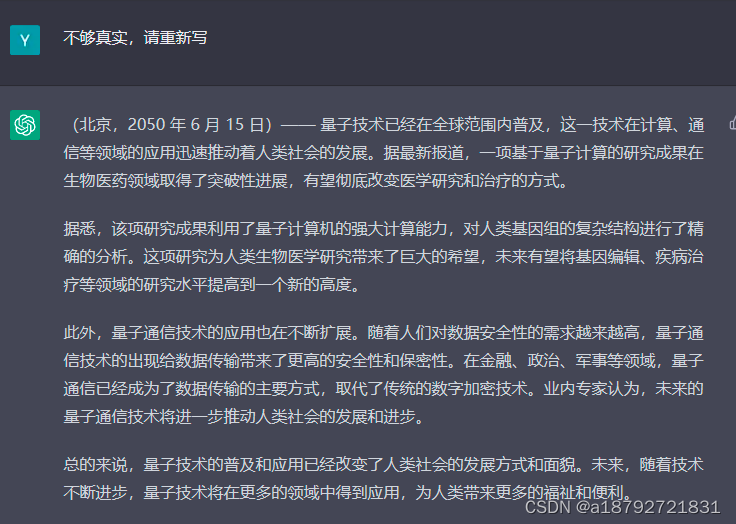 Y
不够真实，请重新写
（北京，2050 年 6 月 15 日）—— 量子技术已经在全球范围内普及，这一技术在计算、通
信等领域的应用迅速推动着人类社会的发展。据最新报道，一项基于量子计算的研究成果在
生物医药领域取得了突破性进展，有望彻底改变医学研究和治疗的方式。
据悉，该项研究成果利用了量子计算机的强大计算能力，对人类基因组的复杂结构进行了精
确的分析。这项研究为人类生物医学研究带来了巨大的希望，未来有望将基因编辑、疾病治
疗等领域的研究水平提高到一个新的高度。
此外，量子通信技术的应用也在不断扩展。随着人们对数据安全性的需求越来越高，量子通
信技术的出现给数据传输带来了更高的安全性和保密性。在金融、政治、军事等领域，量子
通信已经成为了数据传输的主要方式，取代了传统的数字加密技术。业内专家认为，未来的
量子通信技术将进一步推动人类社会的发展和进步。
总的来说，量子技术的普及和应用已经改变了人类社会的发展方式和面貌。未来，随着技术
不断进步，量子技术将在更多的领域中得到应用，为人类带来更多的福祉和便利。
CSDN @a18792721831